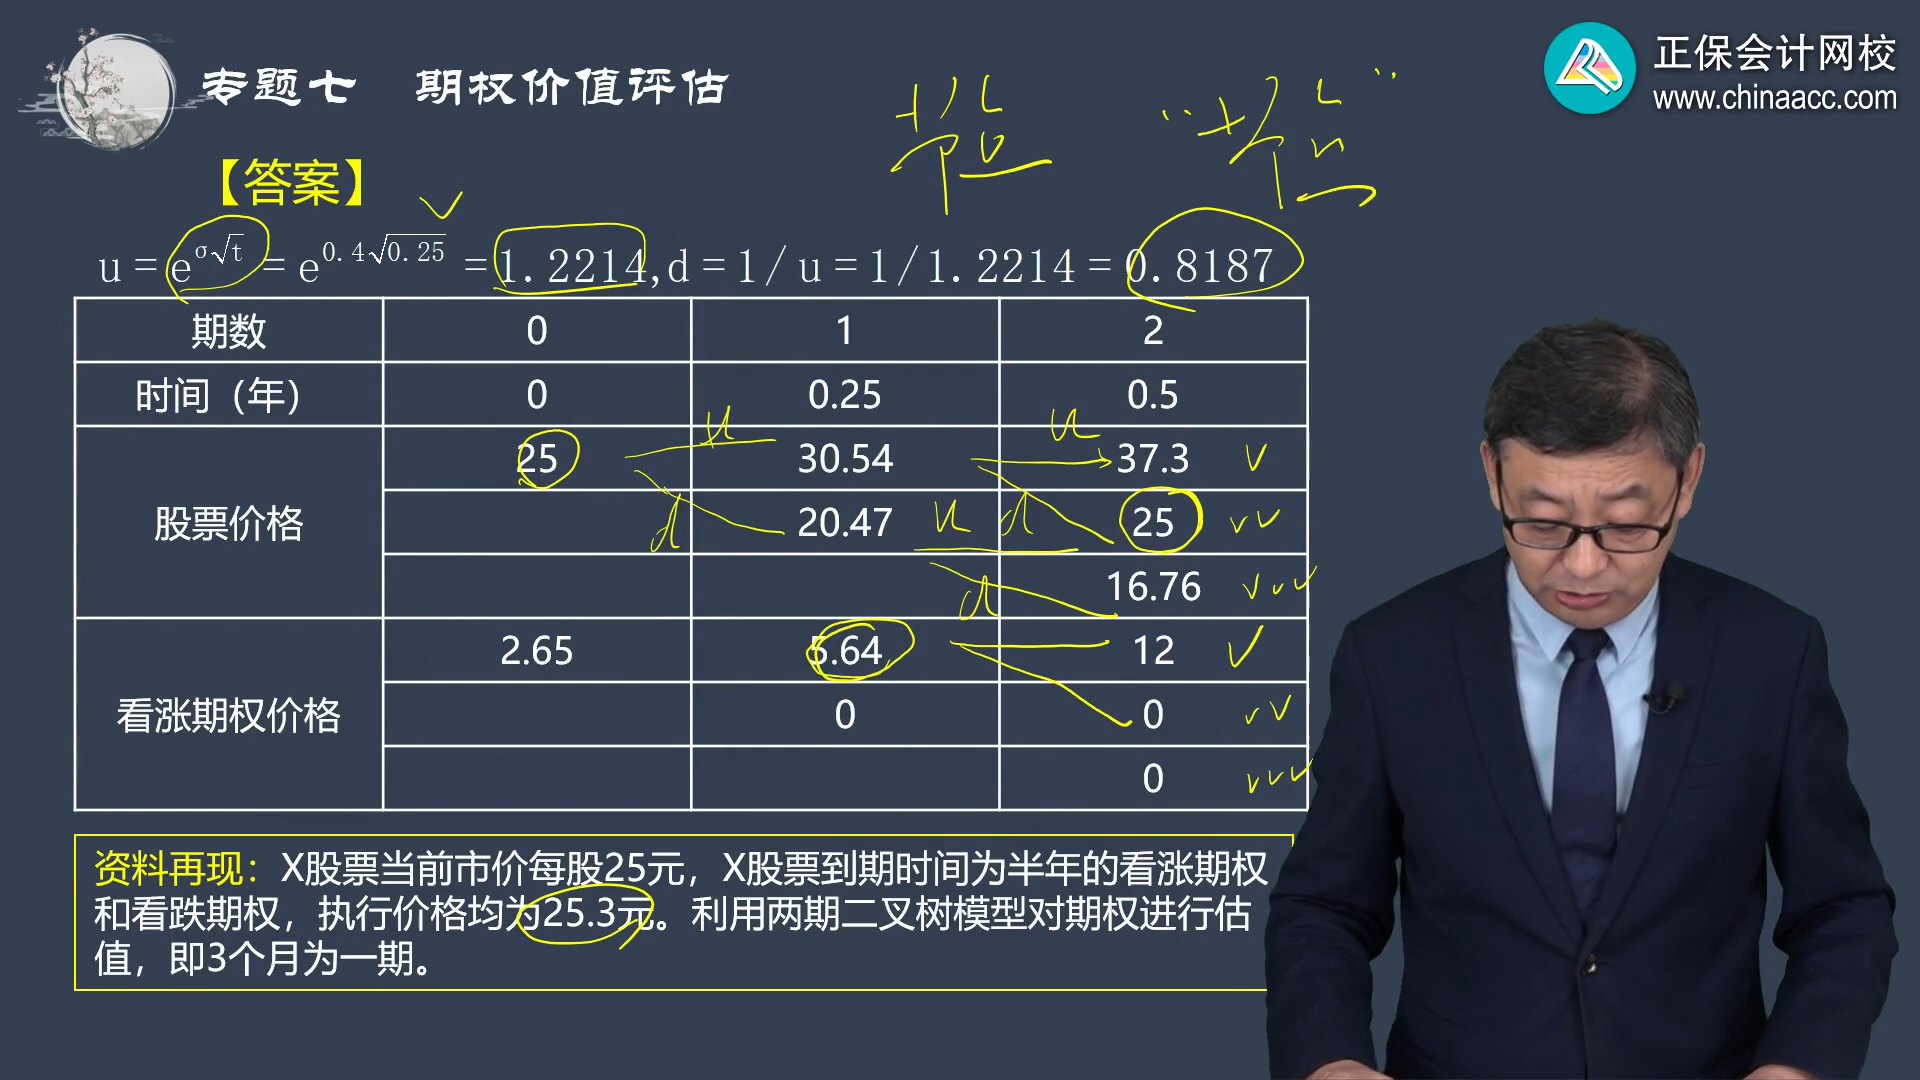 专题七 期权价值评估
正保会计网校
www.chinaacc.com
【答案】
u=e^σ√t=e^0.4√0.25=1.2214,d=1/u=1/1.2214=0.8187
期数 0 1 2
时间（年） 0 0.25 0.5
股票价格 25 30.54 37.3
20.47 25
16.76
看涨期权价格 2.65 5.64 12
0 0
0
u u
d u d
d
资料再现：X股票当前市价每股25元，X股票到期时间为半年的看涨期权
和看跌期权，执行价格均为25.3元。利用两期二叉树模型对期权进行估
值，即3个月为一期。